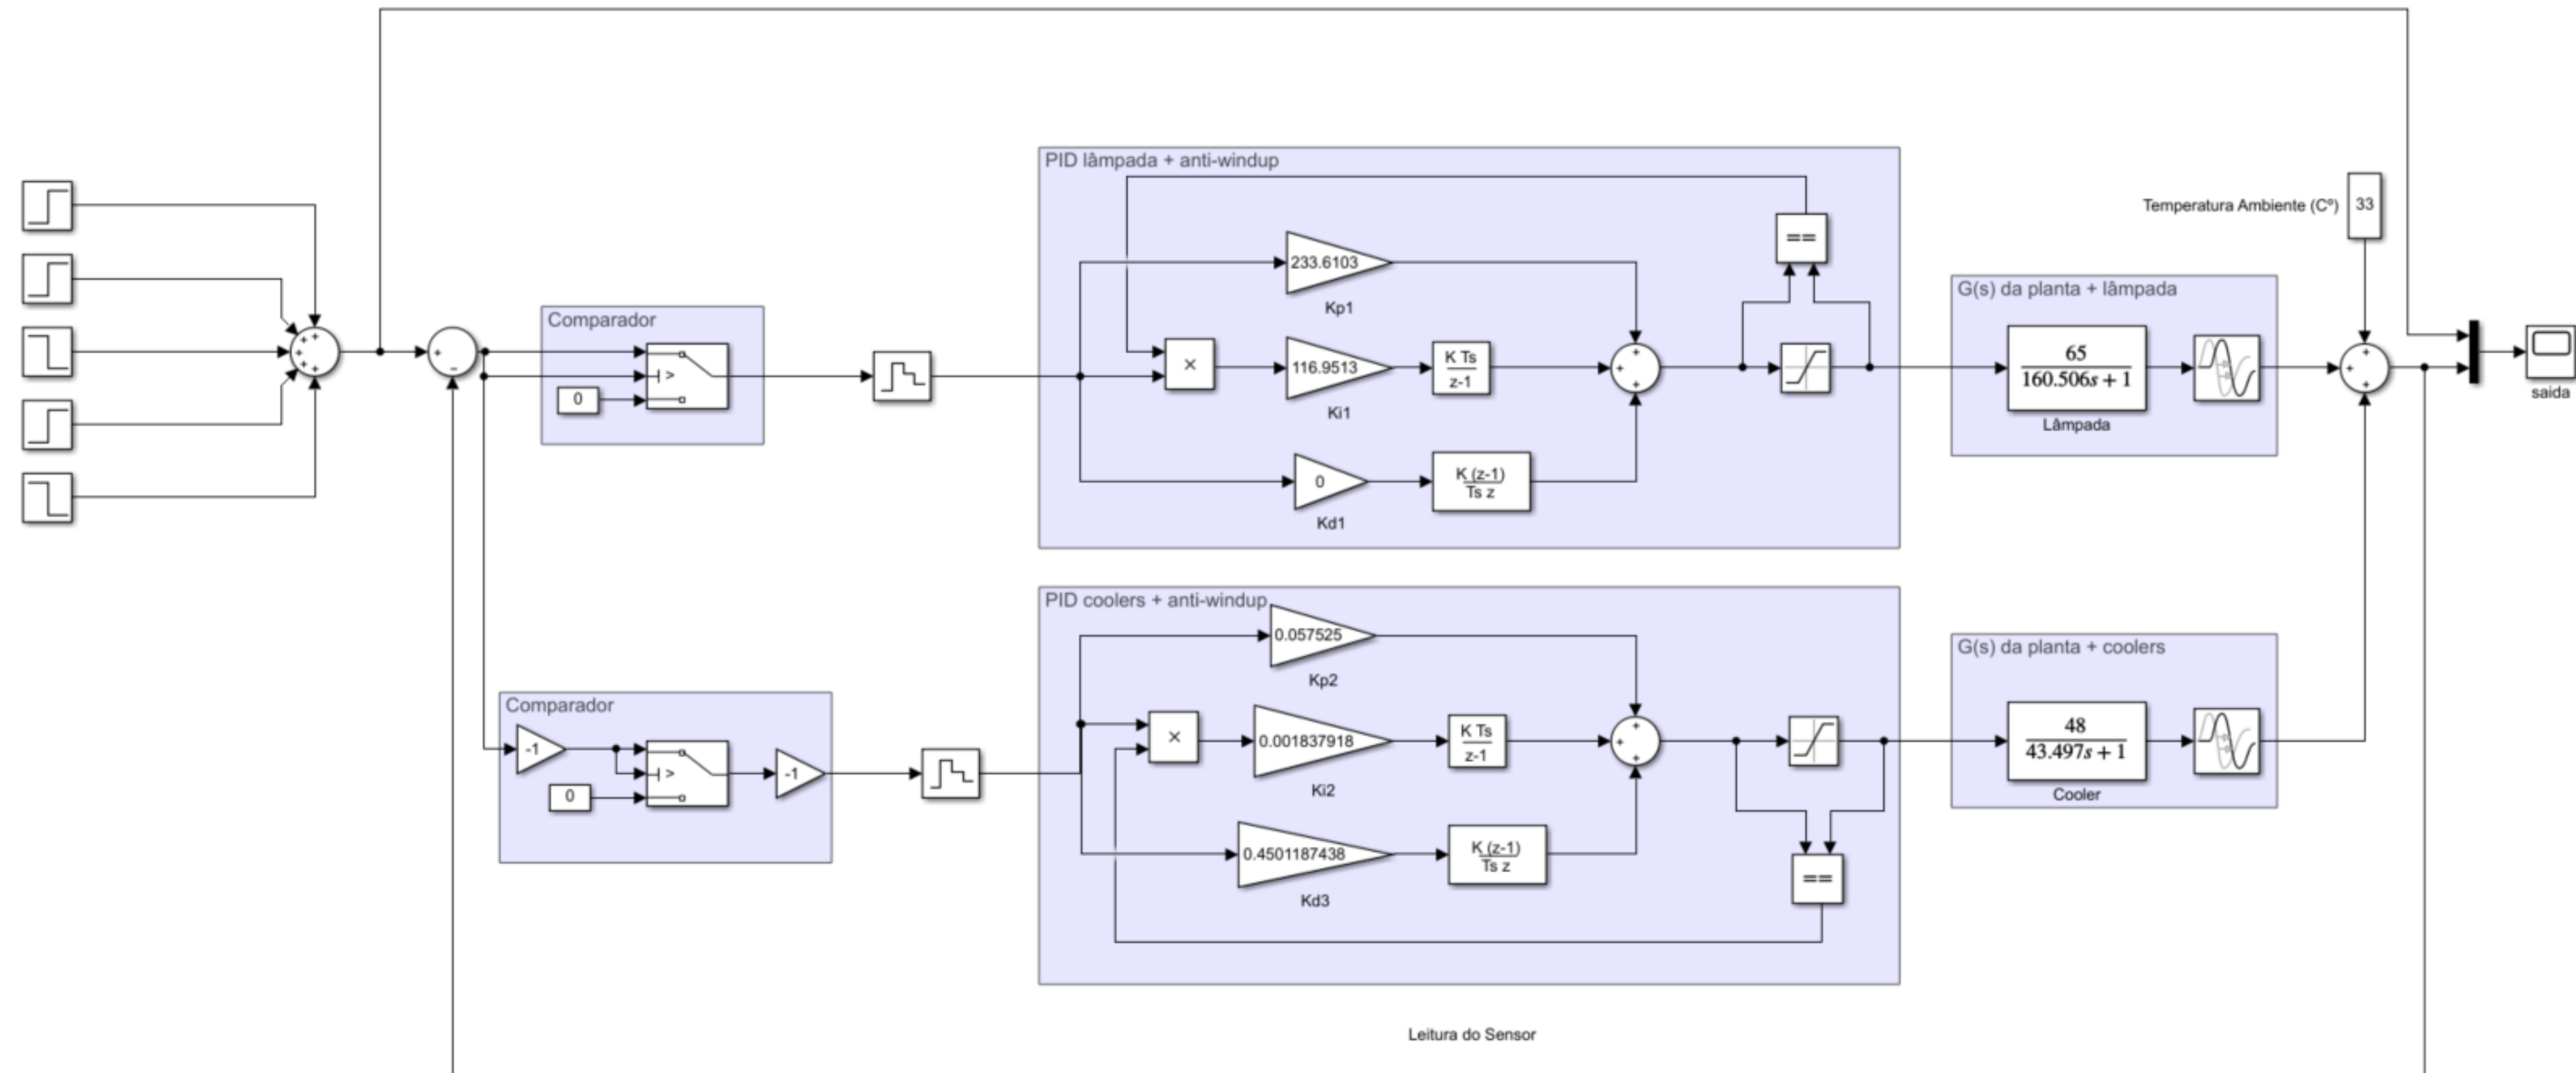 PID lâmpada + anti-windup
==
Temperatura Ambiente (Cº)
33
233.6103
Kp1
G(s) da planta + lâmpada
65
160.506s + 1
Lâmpada
Comparador
>
0
×
116.9513
Ki1
K Ts
z-1
saida
0
Kd1
K (z-1)
Ts z
PID coolers + anti-windup
0.057525
Kp2
G(s) da planta + coolers
48
43.497s + 1
Cooler
Comparador
-1
>
0
-1
×
0.001837918
Ki2
K Ts
z-1
0.4501187438
Kd3
K (z-1)
Ts z
==
Leitura do Sensor